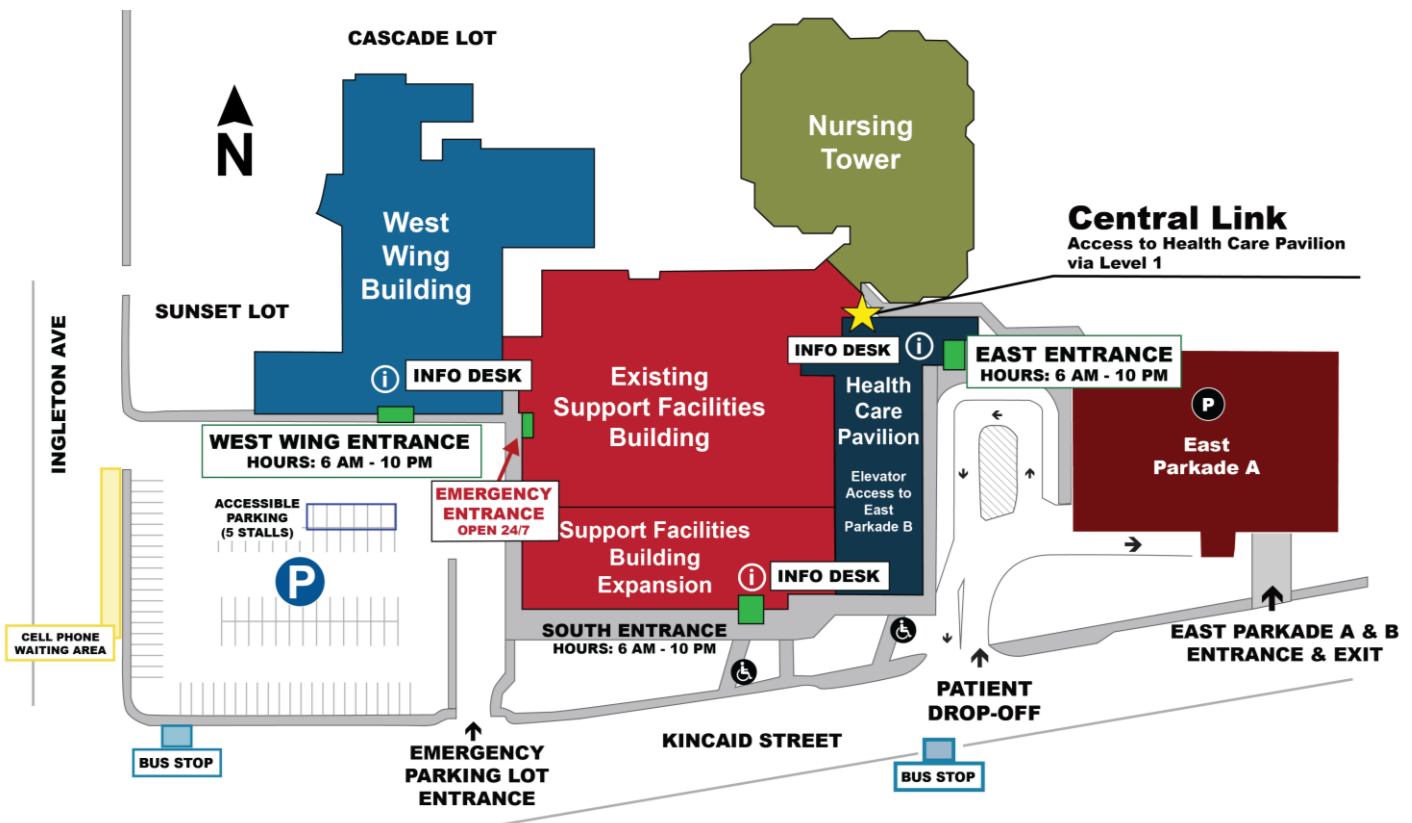 CASCADE LOT
N
Nursing
Tower
West
Wing
Building
Central Link
Access to Health Care Pavilion
via Level 1
SUNSET LOT
INGLETON AVE
i
INFO DESK
Existing
Support Facilities
Building
INFO DESK
i
EAST ENTRANCE
HOURS: 6 AM - 10 PM
Health
Care
Pavilion
Elevator
Access to
East
Parkade B
P
East
Parkade A
WEST WING ENTRANCE
HOURS: 6 AM - 10 PM
EMERGENCY
ENTRANCE
OPEN 24/7
ACCESSIBLE
PARKING
(5 STALLS)
P
Support Facilities
Building
Expansion
i
INFO DESK
CELL PHONE
WAITING AREA
SOUTH ENTRANCE
HOURS: 6 AM - 10 PM
EAST PARKADE A & B
ENTRANCE & EXIT
PATIENT
DROP-OFF
KINCAID STREET
BUS STOP
EMERGENCY
PARKING LOT
ENTRANCE
BUS STOP